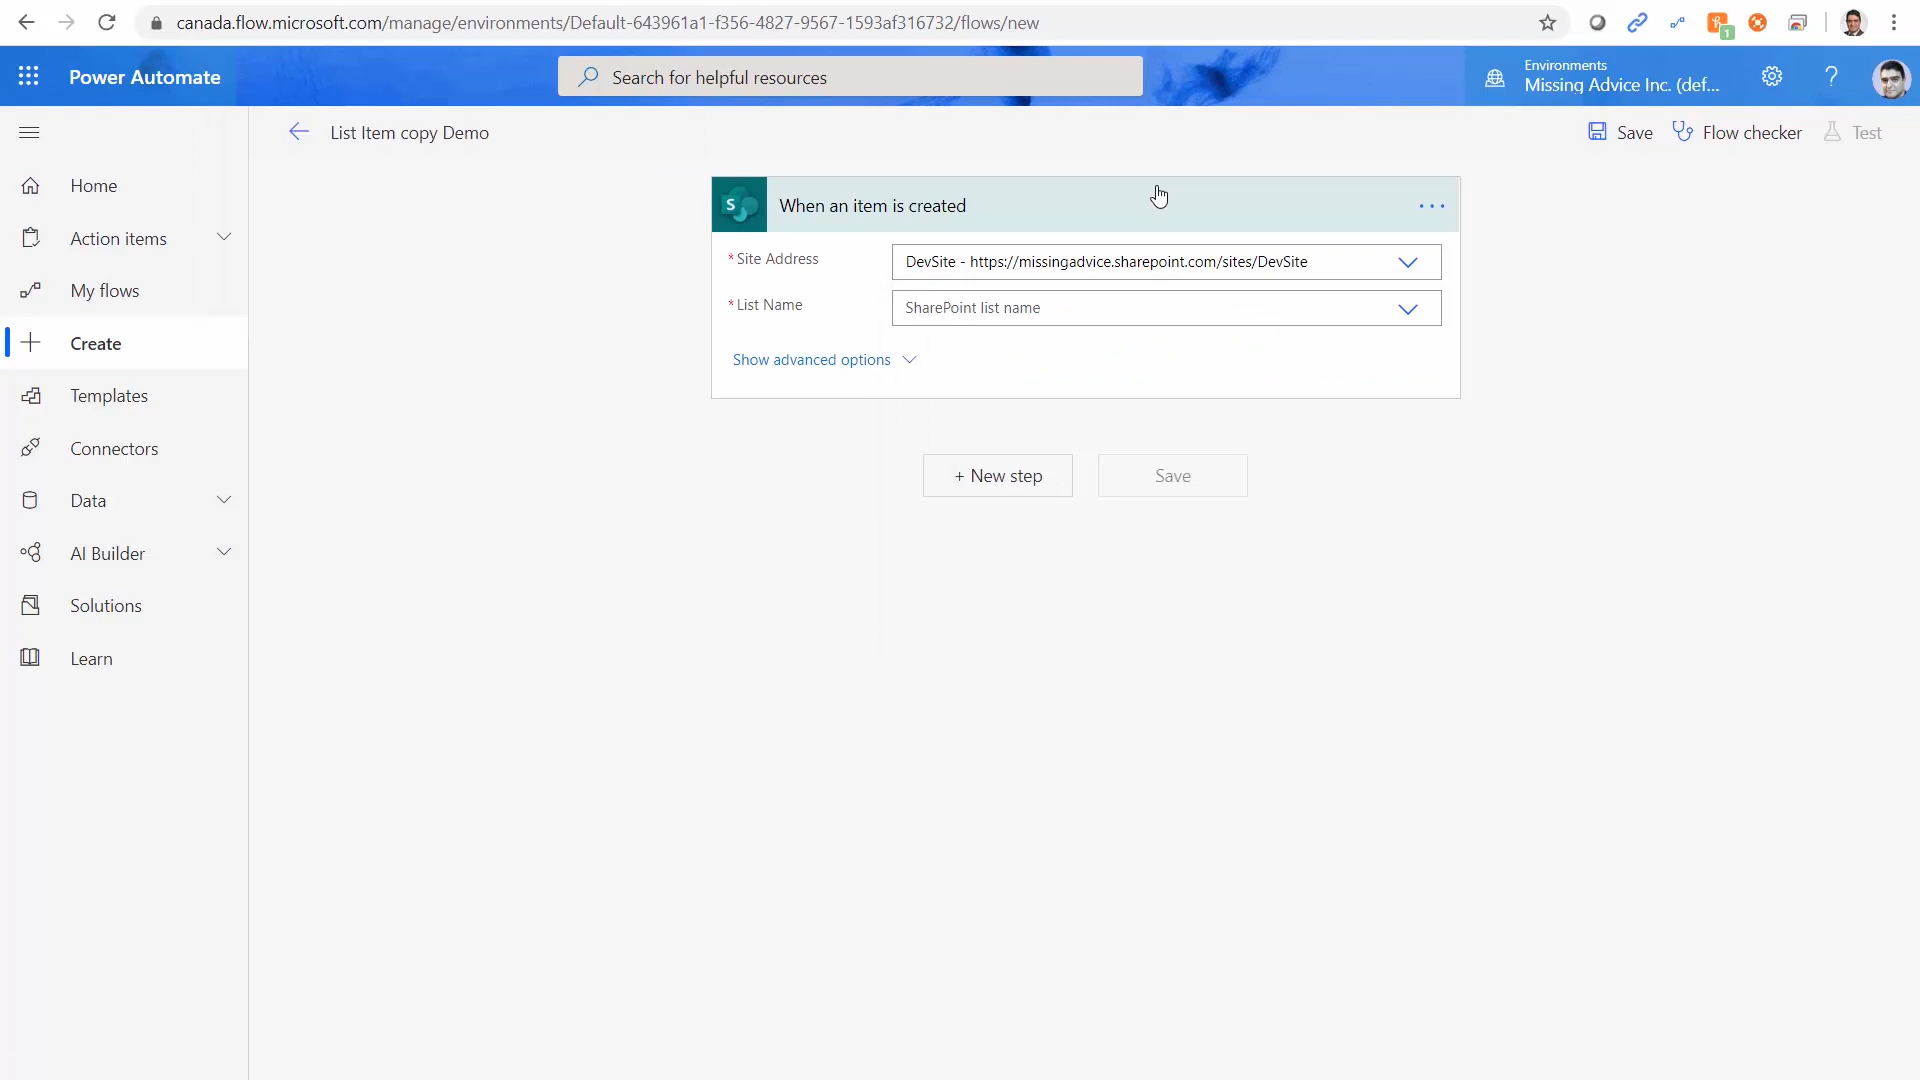 canada.flow.microsoft.com/manage/environments/Default-643961a1-f356-4827-9567-1593af316732/flows/new
1
Power Automate
Search for helpful resources
Environments
Missing Advice Inc. (def...
?
List Item copy Demo
Save
Flow checker
Test
Home
Action items
My flows
Create
Templates
Connectors
Data
AI Builder
Solutions
Learn
S
When an item is created
...
* Site Address
DevSite - https://missingadvice.sharepoint.com/sites/DevSite
* List Name
SharePoint list name
Show advanced options
+ New step
Save